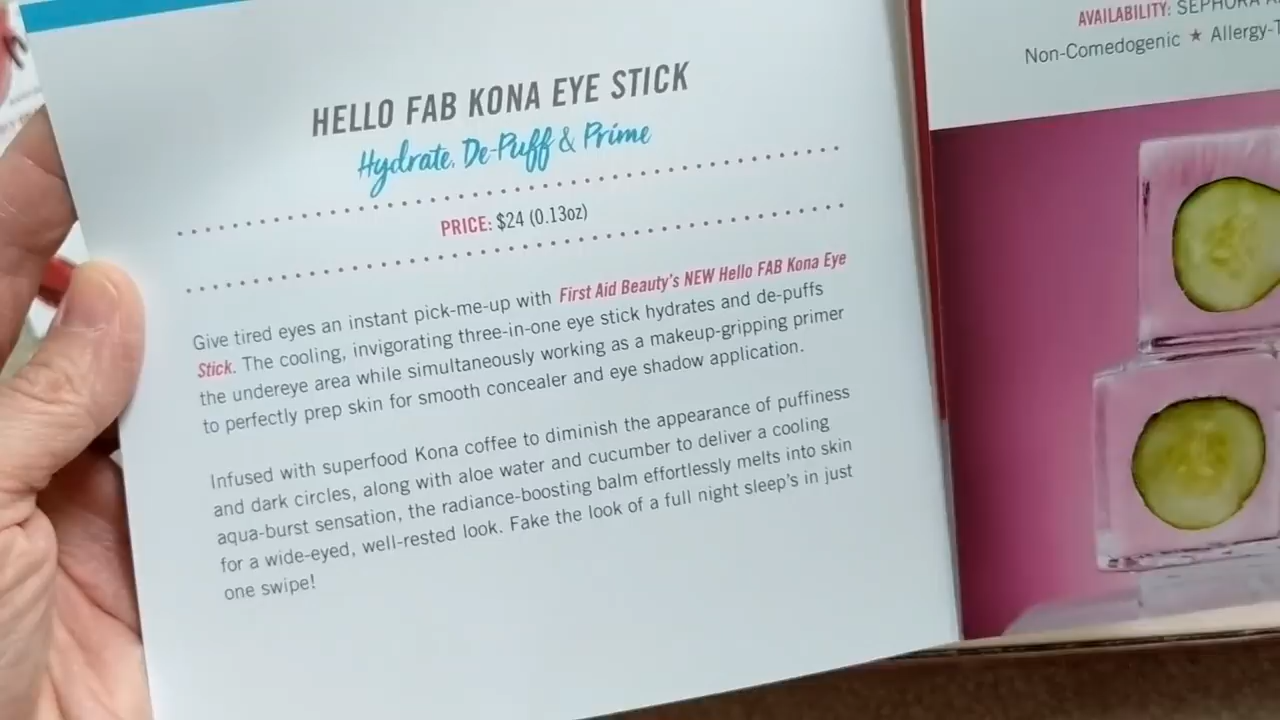 HELLO FAB KONA EYE STICK
Hydrate, De-Puff & Prime
PRICE: $24 (0.13oz)
Give tired eyes an instant pick-me-up with First Aid Beauty's NEW Hello FAB Kona Eye
Stick. The cooling, invigorating three-in-one eye stick hydrates and de-puffs
the undereye area while simultaneously working as a makeup-gripping primer
to perfectly prep skin for smooth concealer and eye shadow application.
Infused with superfood Kona coffee to diminish the appearance of puffiness
and dark circles, along with aloe water and cucumber to deliver a cooling
aqua-burst sensation, the radiance-boosting balm effortlessly melts into skin
for a wide-eyed, well-rested look. Fake the look of a full night sleep's in just
one swipe!
AVAILABILITY: SEPHORA
Non-Comedogenic ★ Allergy-